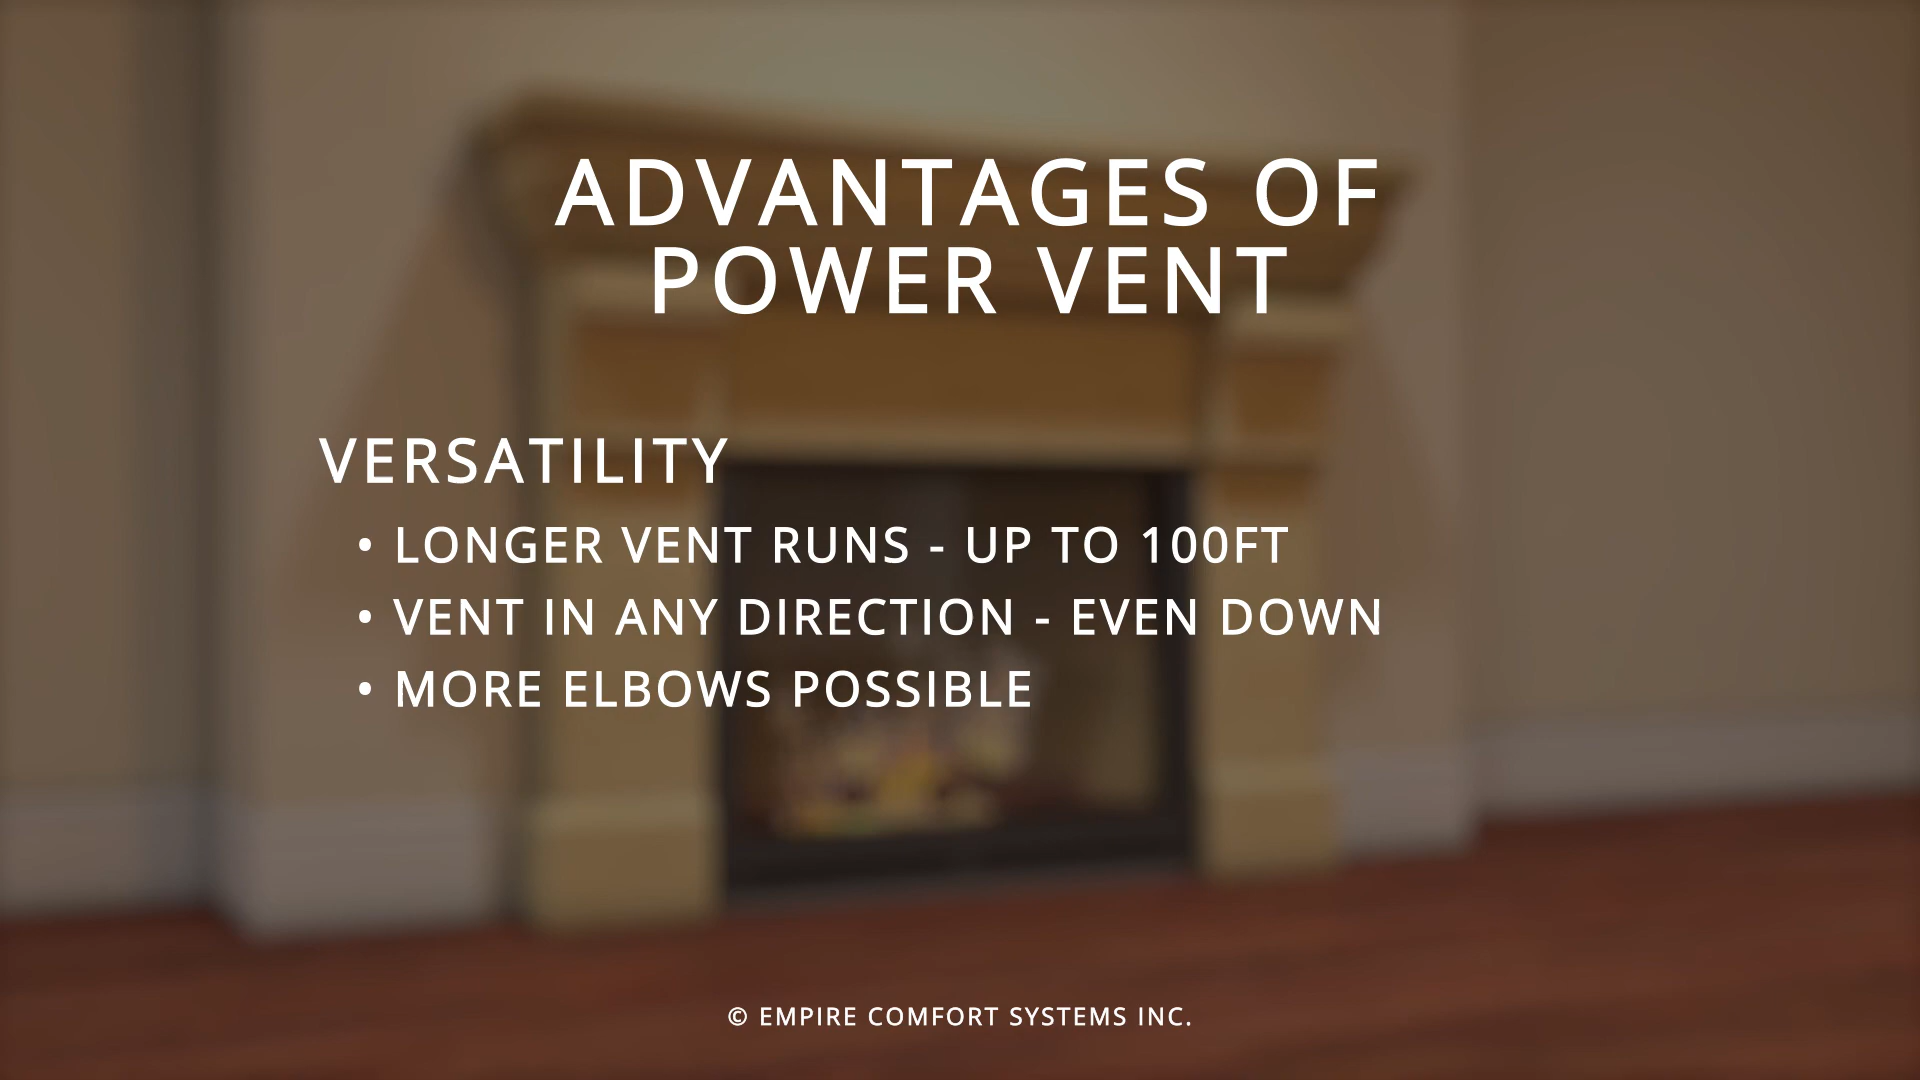 ADVANTAGES OF
POWER VENT
VERSATILITY
• LONGER VENT RUNS - UP TO 100FT
• VENT IN ANY DIRECTION - EVEN DOWN
• MORE ELBOWS POSSIBLE
© EMPIRE COMFORT SYSTEMS INC.